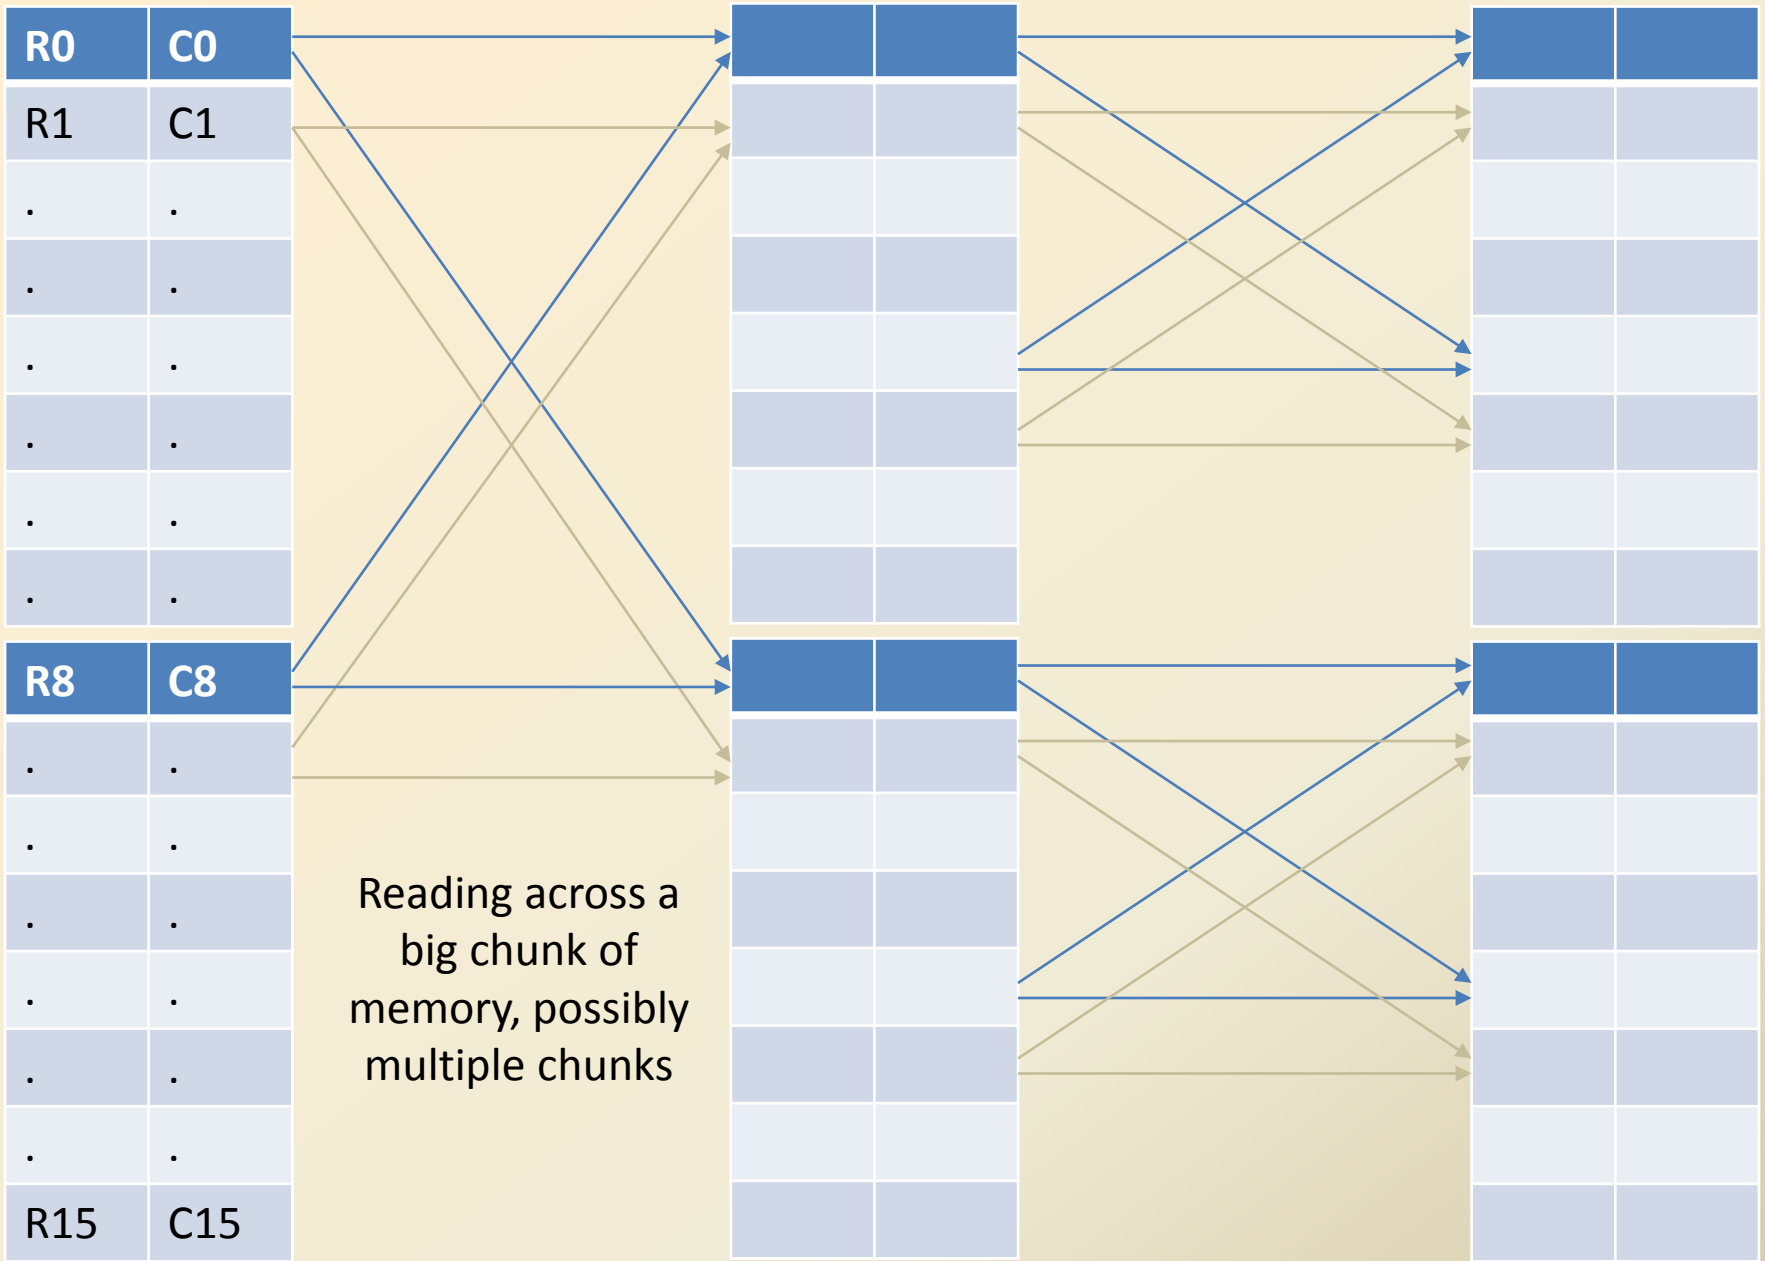 R0 C0
R1 C1
. .
. .
. .
. .
. .
. .
R8 C8
. .
. .
. .
. .
. .
. .
R15 C15
Reading across a
big chunk of
memory, possibly
multiple chunks